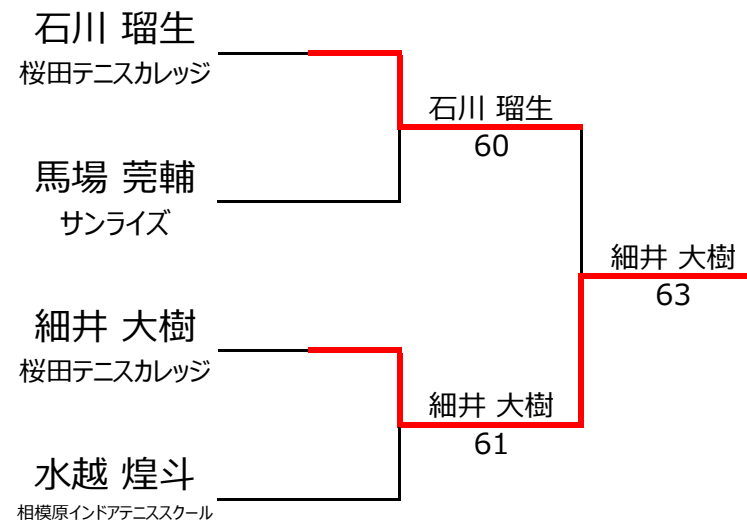 石川 瑠生
桜田テニスカレッジ
石川 瑠生
60
馬場 莞輔
サンライズ
細井 大樹
63
細井 大樹
桜田テニスカレッジ
細井 大樹
61
水越 煌斗
相模原インドアテニススクール